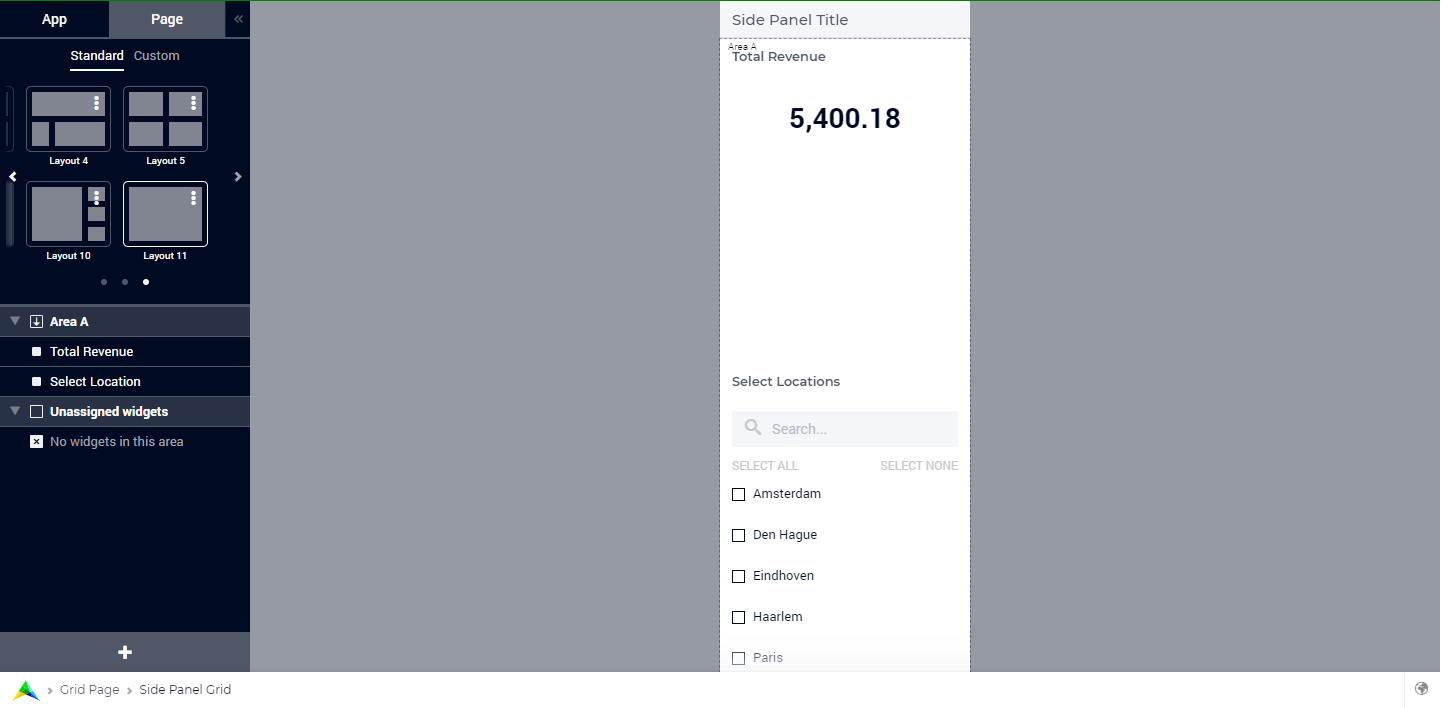 App
Page
Standard
Custom
Layout 4
Layout 5
Layout 10
Layout 11
Area A
Total Revenue
Select Location
Unassigned widgets
No widgets in this area
Side Panel Title
Area A
Total Revenue
5,400.18
Select Locations
Search...
SELECT ALL
SELECT NONE
Amsterdam
Den Hague
Eindhoven
Haarlem
Paris
Grid Page
Side Panel Grid